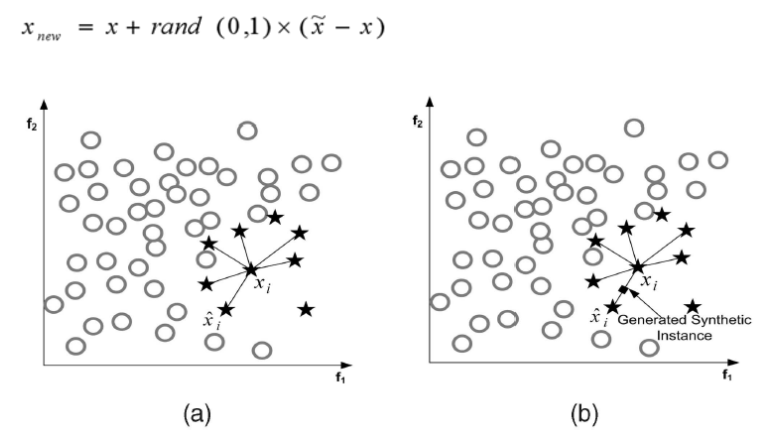 x_new = x + rand (0,1) × (x̃ − x)
f₂
f₂
x_i
x̂_i
x_i
x̂_i
Generated Synthetic
Instance
f₁
f₁
(a)
(b)